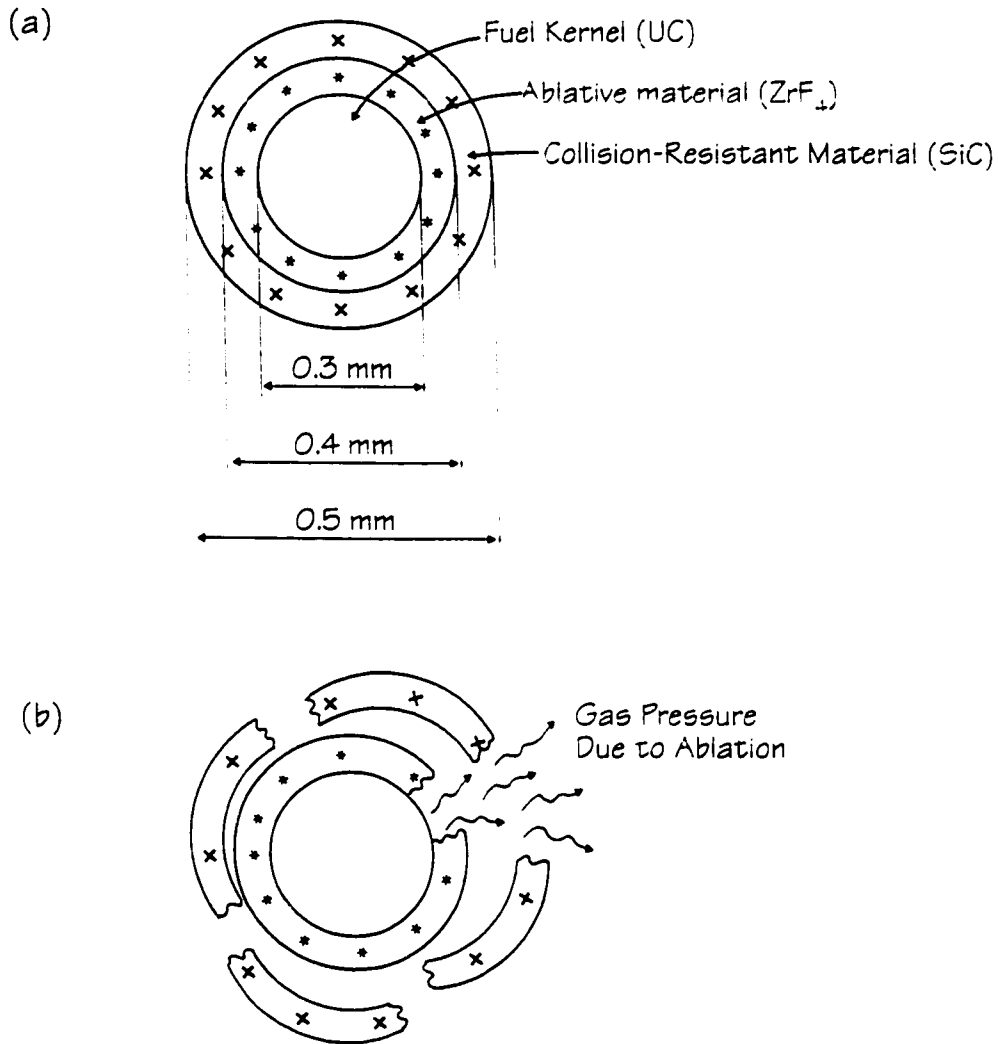 (a)
Fuel Kernel (UC)
Ablative material (ZrF₄)
Collision-Resistant Material (SiC)
0.3 mm
0.4 mm
0.5 mm
(b)
Gas Pressure
Due to Ablation